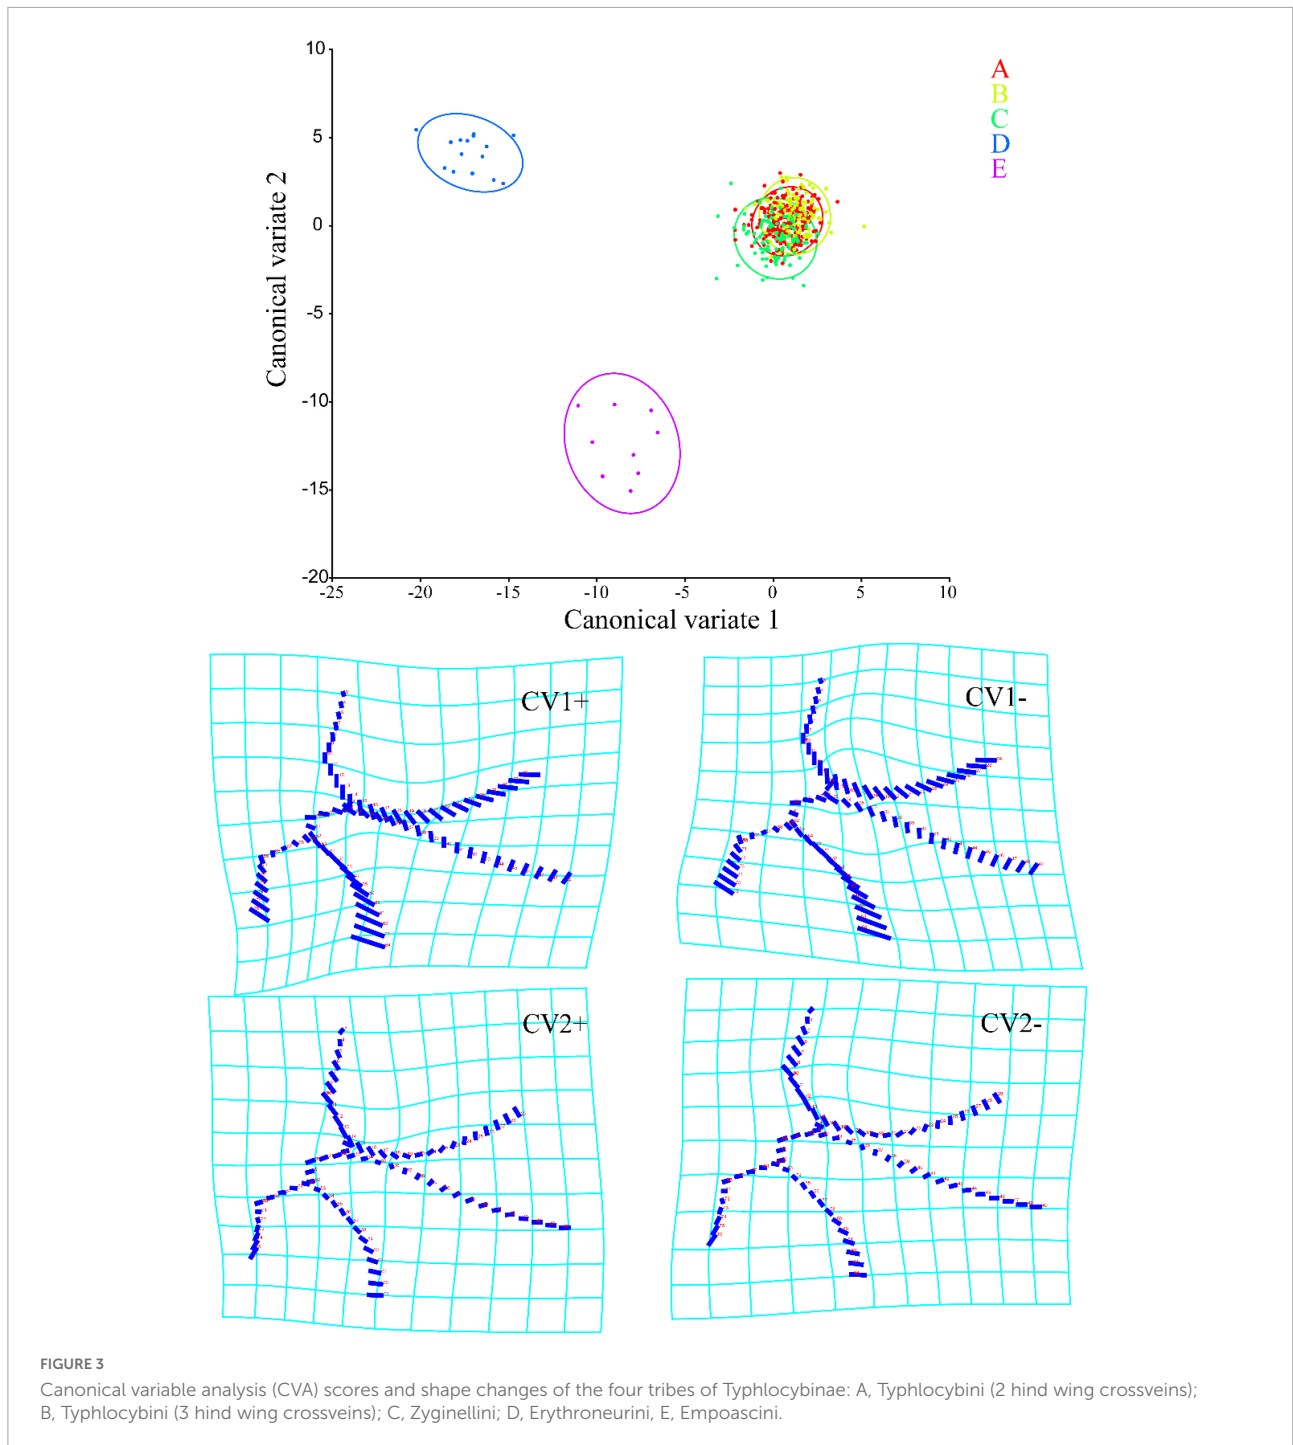 10
5
0
-5
-10
-15
-20
Canonical variate 2
A
B
C
D
E
-25 -20 -15 -10 -5 0 5 10
Canonical variate 1
CV1+ CV1-
CV2+ CV2-
FIGURE 3
Canonical variable analysis (CVA) scores and shape changes of the four tribes of Typhlocybinae: A, Typhlocybini (2 hind wing crossveins);
B, Typhlocybini (3 hind wing crossveins); C, Zyginellini; D, Erythroneurini, E, Empoascini.